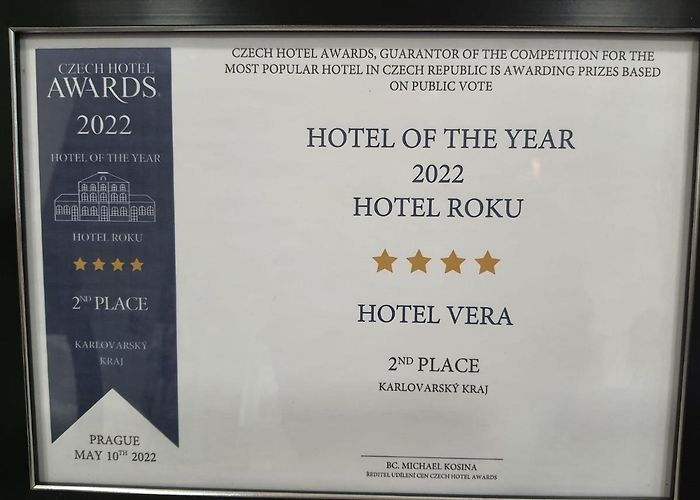 CZECH HOTEL
AWARDS
2022
HOTEL OF THE YEAR
HOTEL ROKU
2ND PLACE
KARLOVARSKÝ
KRAJ
PRAGUE
MAY 10TH 2022
CZECH HOTEL AWARDS, GUARANTOR OF THE COMPETITION FOR THE
MOST POPULAR HOTEL IN CZECH REPUBLIC IS AWARDING PRIZES BASED
ON PUBLIC VOTE
HOTEL OF THE YEAR
2022
HOTEL ROKU
HOTEL VERA
2ND PLACE
KARLOVARSKÝ KRAJ
BC. MICHAEL KOSINA
ŘEDITEL UDÍLENÍ CEN CZECH HOTEL AWARDS